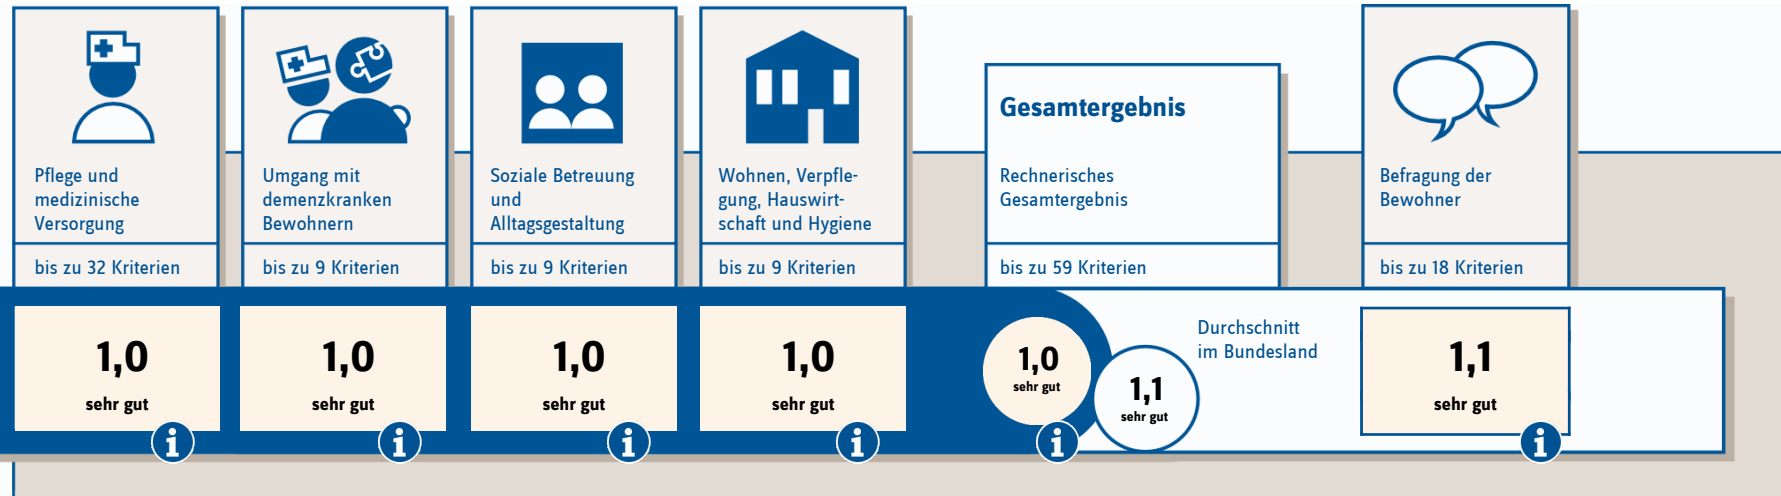 Pflege und
medizinische
Versorgung
bis zu 32 Kriterien
1,0
sehr gut
i
Umgang mit
demenzkranken
Bewohnern
bis zu 9 Kriterien
1,0
sehr gut
i
Soziale Betreuung
und
Alltagsgestaltung
bis zu 9 Kriterien
1,0
sehr gut
i
Wohnen, Verpfle-
gung, Hauswirt-
schaft und Hygiene
bis zu 9 Kriterien
1,0
sehr gut
i
Gesamtergebnis
Rechnerisches
Gesamtergebnis
bis zu 59 Kriterien
1,0
sehr gut
i
1,1
sehr gut
Durchschnitt
im Bundesland
Befragung der
Bewohner
bis zu 18 Kriterien
1,1
sehr gut
i